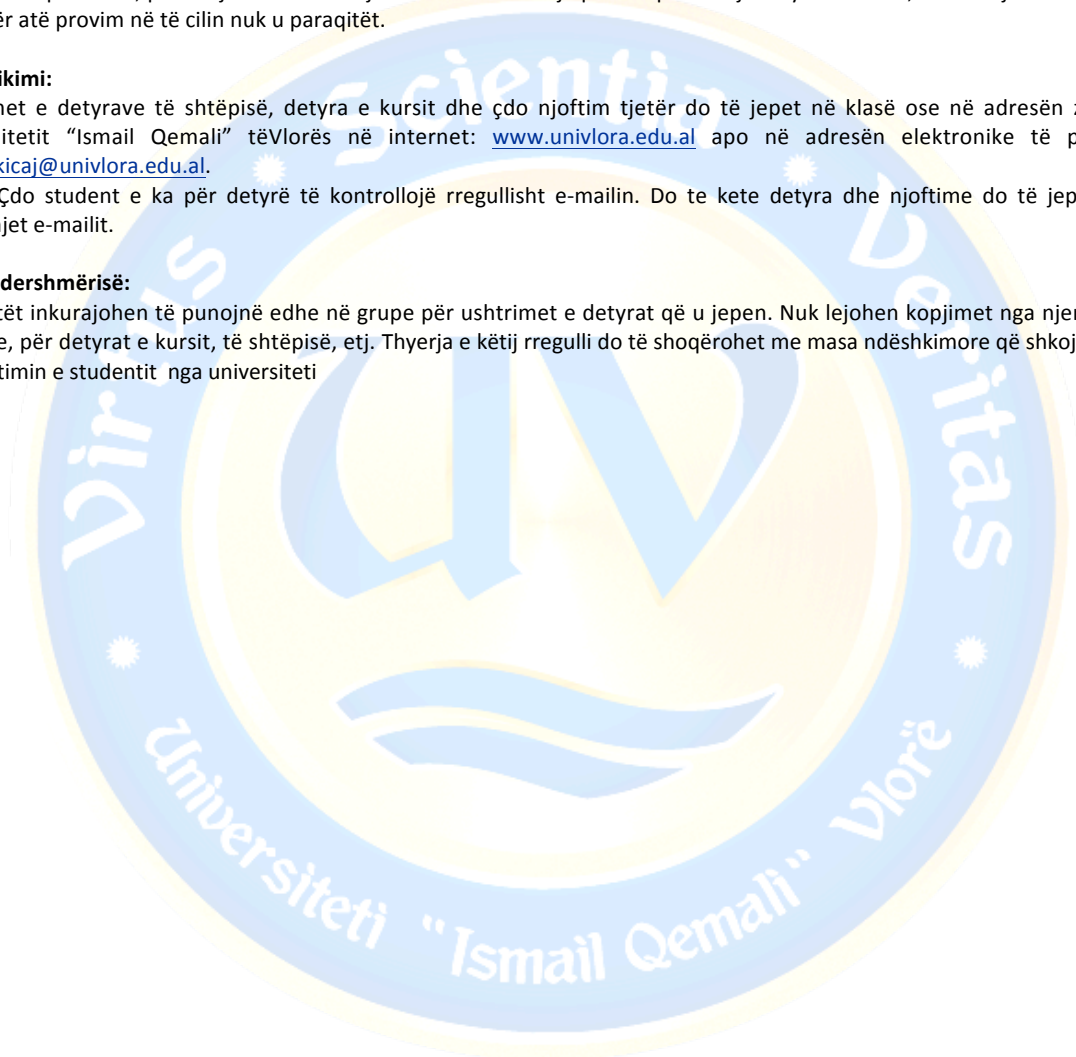 ër atë provim në të cilin nuk u paraqitët.
ikimi:
net e detyrave të shtëpisë, detyra e kursit dhe çdo njoftim tjetër do të jepet në klasë ose në adresën z
itetit “Ismail Qemali” tëVlorës në internet: www.univlora.edu.al apo në adresën elektronike të p
kicaj@univlora.edu.al.
Çdo student e ka për detyrë të kontrollojë rregullisht e-mailin. Do te kete detyra dhe njoftime do të jep
jet e-mailit.
dershmërisë:
tët inkurajohen të punojnë edhe në grupe për ushtrimet e detyrat që u jepen. Nuk lejohen kopjimet nga njer
e, për detyrat e kursit, të shtëpisë, etj. Thyerja e këtij rregulli do të shoqërohet me masa ndëshkimore që shkoj
timin e studentit nga universiteti
Virtus Scientia Veritas
UV
Universiteti "Ismail Qemali" Vlorë